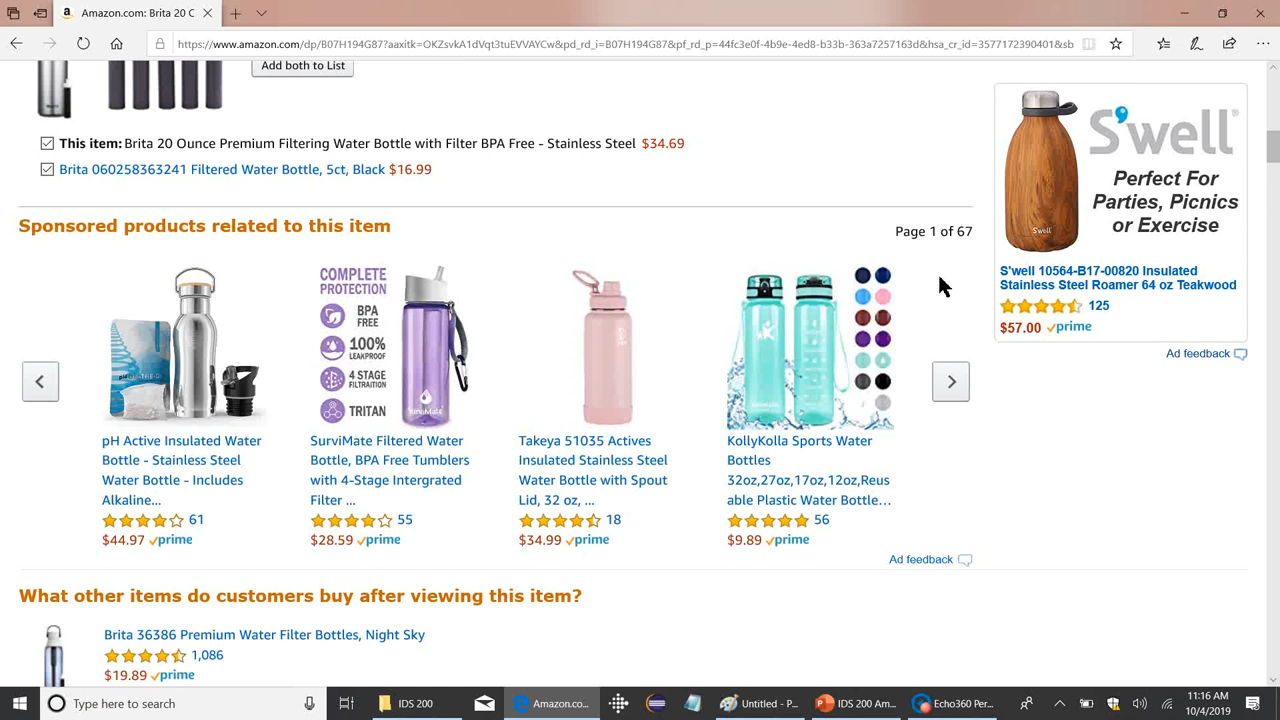 Amazon.com: Brita 20 O
https://www.amazon.com/dp/B07H194G87?aaxitk=OKZsvkA1dVqt3tuEVVAYCw&pd_rd_i=B07H194G87&pf_rd_p=44fc3e0f-4b9e-4ed8-b33b-363a7257163d&hsa_cr_id=3577172390401&sb
Add both to List
This item: Brita 20 Ounce Premium Filtering Water Bottle with Filter BPA Free - Stainless Steel $34.69
Brita 060258363241 Filtered Water Bottle, 5ct, Black $16.99
S'well®
Perfect For
Parties, Picnics
or Exercise
S'well
S'well 10564-B17-00820 Insulated
Stainless Steel Roamer 64 oz Teakwood
125
$57.00 prime
Ad feedback
Sponsored products related to this item
Page 1 of 67
COMPLETE
PROTECTION
BPA
FREE
100%
LEAKPROOF
4 STAGE
FILTRAITION
TRITAN
SurviMate
pH Active Insulated Water
Bottle - Stainless Steel
Water Bottle - Includes
Alkaline...
61
$44.97 prime
SurviMate Filtered Water
Bottle, BPA Free Tumblers
with 4-Stage Intergrated
Filter ...
55
$28.59 prime
Takeya 51035 Actives
Insulated Stainless Steel
Water Bottle with Spout
Lid, 32 oz, ...
18
$34.99 prime
KollyKolla Sports Water
Bottles
32oz,27oz,17oz,12oz,Reus
able Plastic Water Bottle…
56
$9.89 prime
Ad feedback
What other items do customers buy after viewing this item?
Brita 36386 Premium Water Filter Bottles, Night Sky
1,086
$19.89 prime
Type here to search
IDS 200
Amazon.co...
Untitled - P...
IDS 200 Am...
Echo360 Per...
11:16 AM
10/4/2019